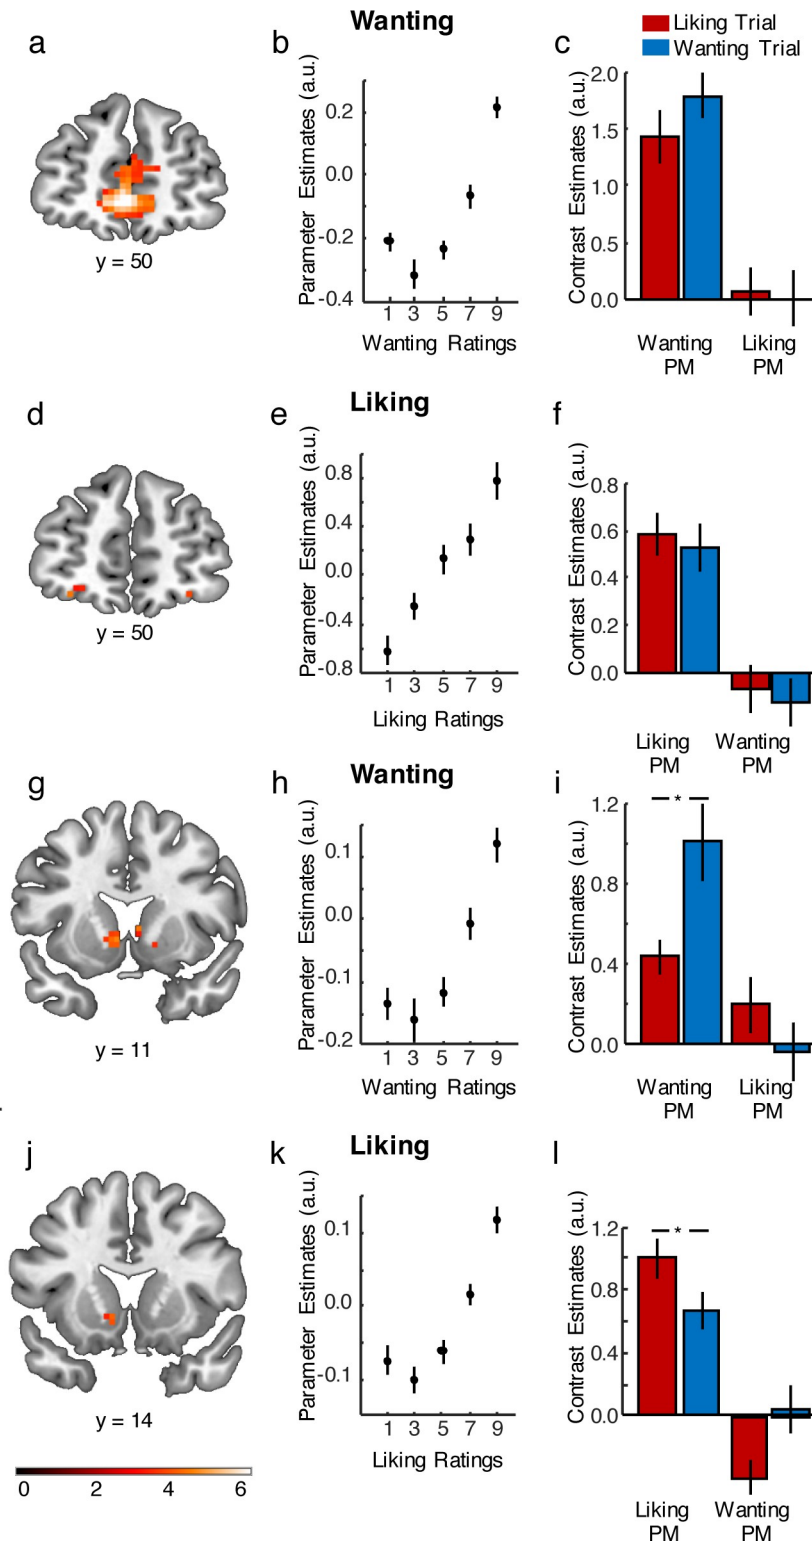 Wanting
Liking Trial
Wanting Trial
a
b
c
y = 50
Parameter Estimates (a.u.)
0.2
0.0
-0.2
-0.4
1 3 5 7 9
Wanting Ratings
Contrast Estimates (a.u.)
2.0
1.5
1.0
0.5
0.0
Wanting PM
Liking PM
Liking
d
e
f
y = 50
Parameter Estimates (a.u.)
0.8
0.4
0.0
-0.4
-0.8
1 3 5 7 9
Liking Ratings
Contrast Estimates (a.u.)
0.8
0.6
0.4
0.2
0.0
Liking PM
Wanting PM
Wanting
g
h
i
y = 11
Parameter Estimates (a.u.)
0.1
0.0
-0.1
-0.2
1 3 5 7 9
Wanting Ratings
Contrast Estimates (a.u.)
1.2
0.8
0.4
0.0
*
Wanting PM
Liking PM
Liking
j
k
l
y = 14
0 2 4 6
Parameter Estimates (a.u.)
0.1
0.0
-0.1
1 3 5 7 9
Liking Ratings
Contrast Estimates (a.u.)
1.2
0.8
0.4
0.0
*
Liking PM
Wanting PM